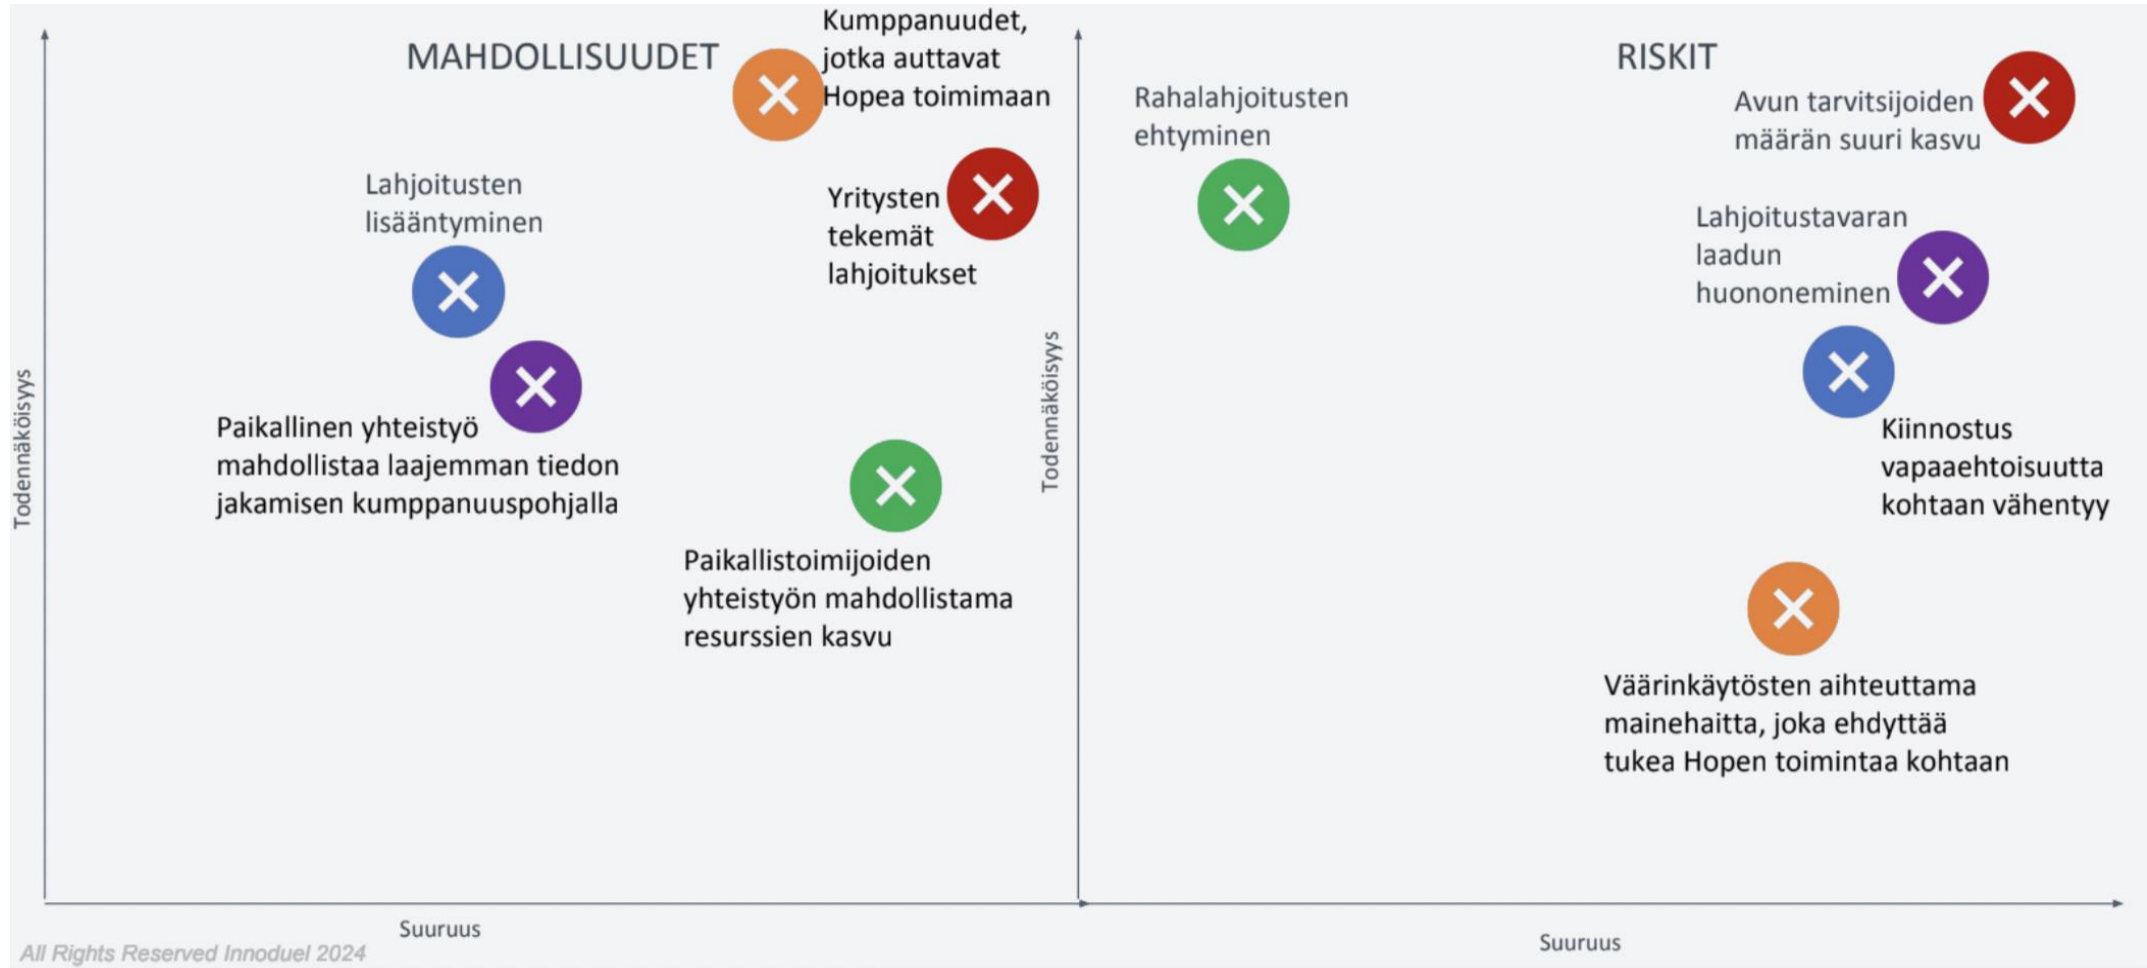 MAHDOLLISUUDET
Kumppanuudet,
jotka auttavat
Hopea toimimaan
Lahjoitusten
lisääntyminen
Yritysten
tekemät
lahjoitukset
Paikallinen yhteistyö
mahdollistaa laajemman tiedon
jakamisen kumppanuuspohjalla
Paikallistoimijoiden
yhteistyön mahdollistama
resurssien kasvu
Todennäköisyys
Suuruus
RISKIT
Rahalahjoitusten
ehtyminen
Avun tarvitsijoiden
määrän suuri kasvu
Lahjoitustavaran
laadun
huononeminen
Kiinnostus
vapaaehtoisuutta
kohtaan vähentyy
Väärinkäytösten aihteuttama
mainehaitta, joka ehdyttää
tukea Hopen toimintaa kohtaan
Todennäköisyys
Suuruus
All Rights Reserved Innoduel 2024